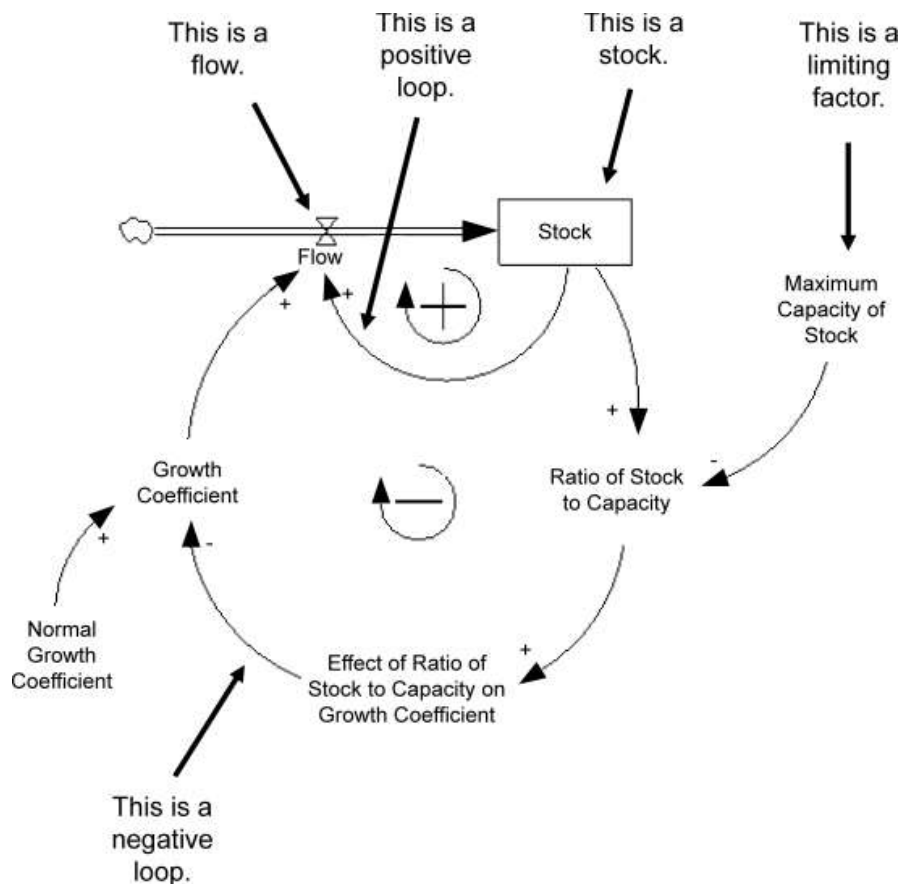 This is a
flow.
This is a
positive
loop.
This is a
stock.
This is a
limiting
factor.
Stock
Flow
Maximum
Capacity of
Stock
+
+
+
-
Growth
Coefficient
Ratio of Stock
to Capacity
+
-
Normal
Growth
Coefficient
Effect of Ratio of
Stock to Capacity on
Growth Coefficient
+
This is a
negative
loop.